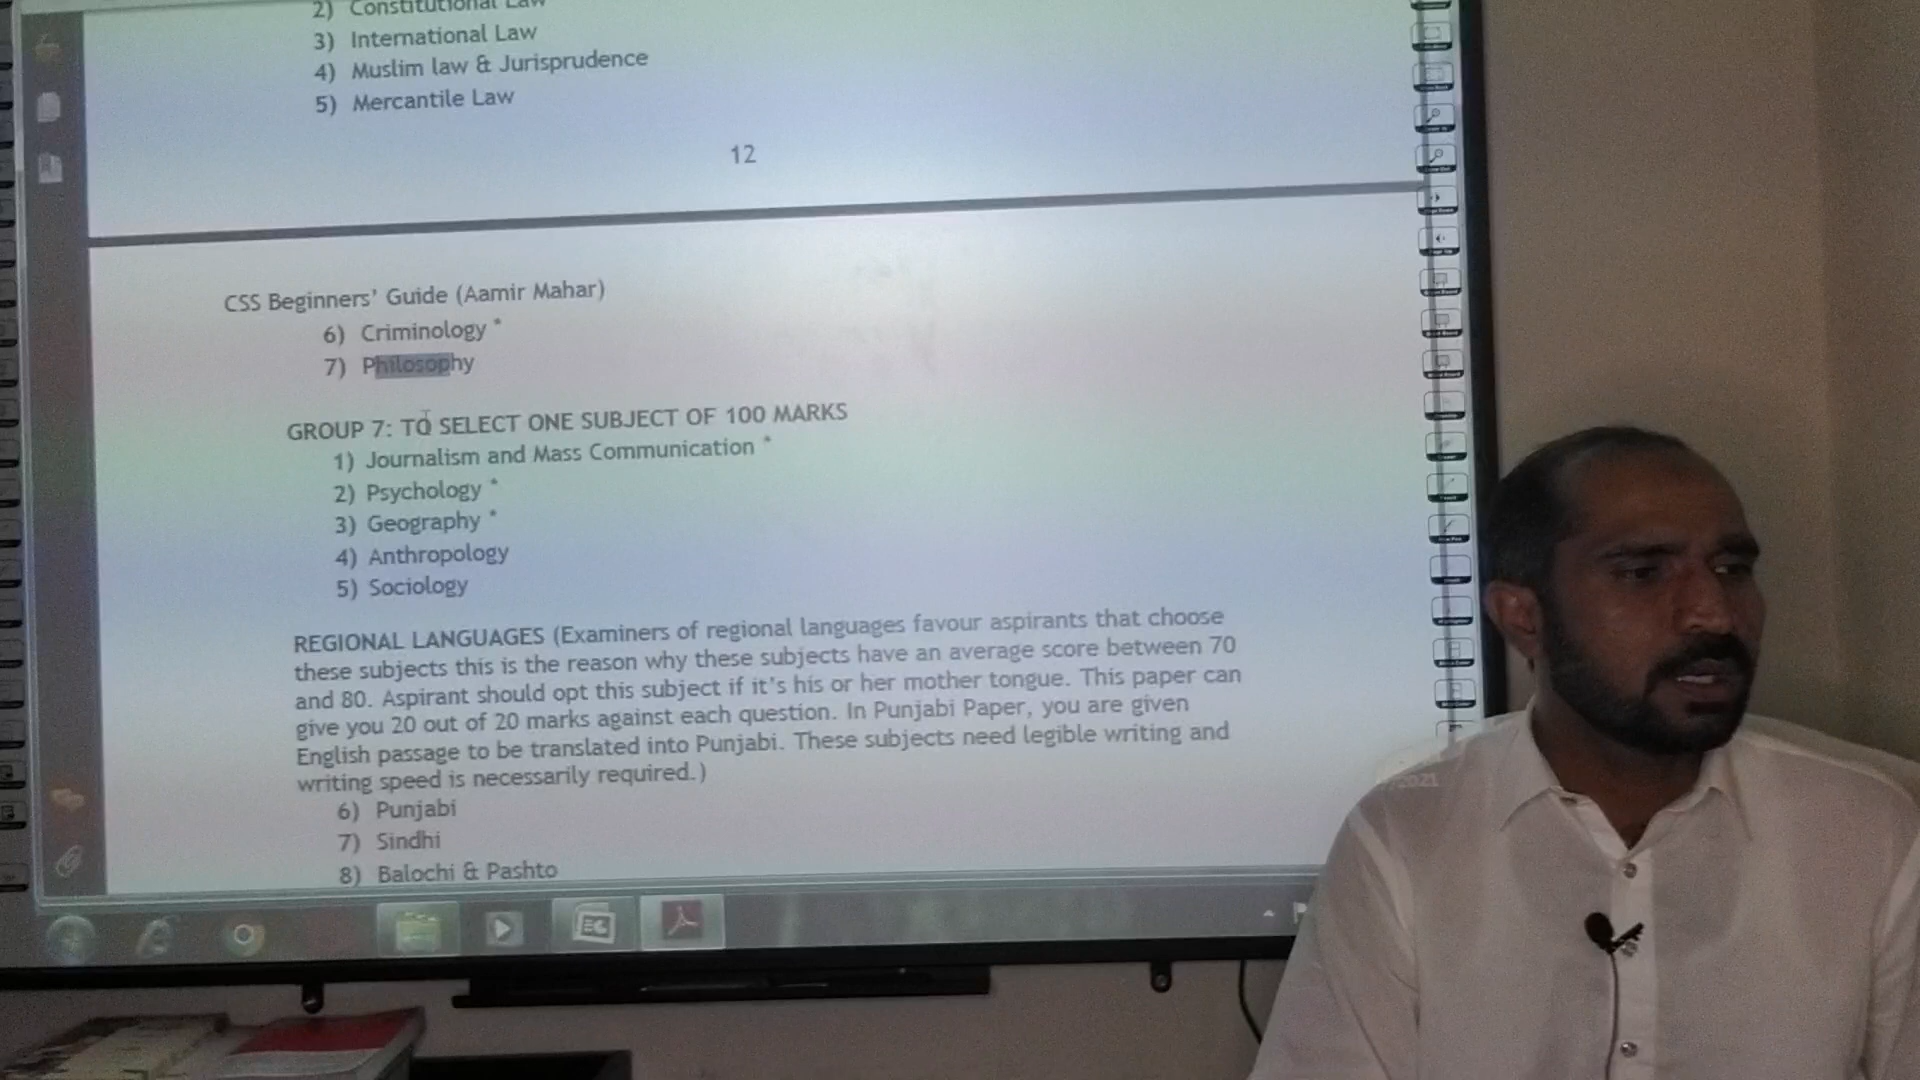 2) Constitutional Law
3) International Law
4) Muslim law & Jurisprudence
5) Mercantile Law
12
CSS Beginners' Guide (Aamir Mahar)
6) Criminology *
7) Philosophy
GROUP 7: TO SELECT ONE SUBJECT OF 100 MARKS
1) Journalism and Mass Communication *
2) Psychology *
3) Geography *
4) Anthropology
5) Sociology
REGIONAL LANGUAGES (Examiners of regional languages favour aspirants that choose
these subjects this is the reason why these subjects have an average score between 70
and 80. Aspirant should opt this subject if it's his or her mother tongue. This paper can
give you 20 out of 20 marks against each question. In Punjabi Paper, you are given
English passage to be translated into Punjabi. These subjects need legible writing and
writing speed is necessarily required.)
6) Punjabi
7) Sindhi
8) Balochi & Pashto
2021